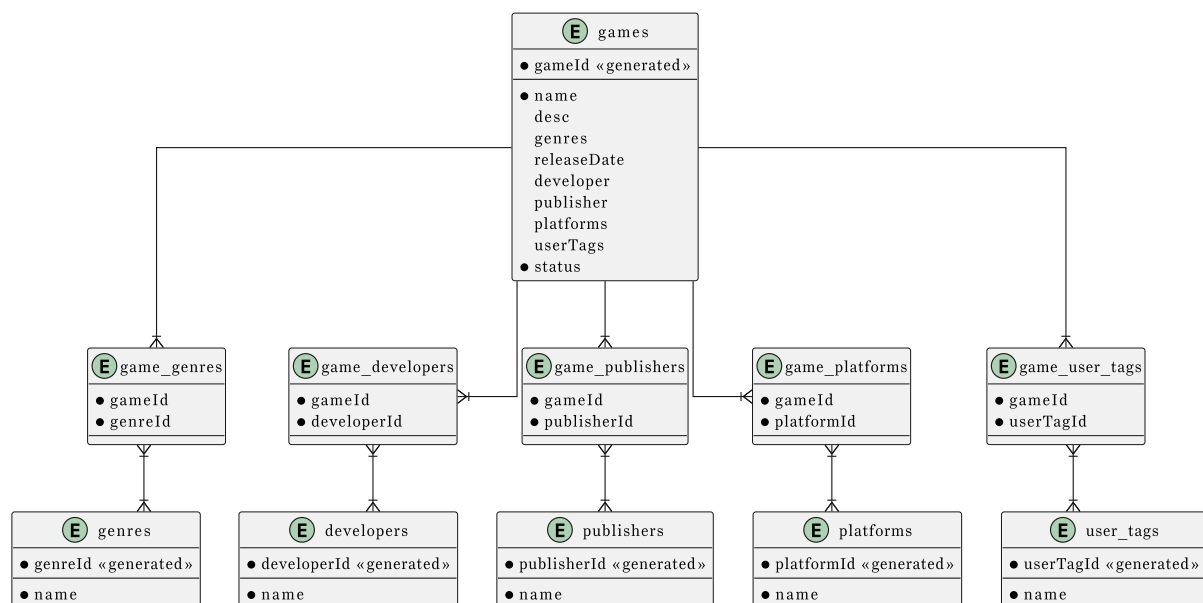 E games
gameId «generated»
name
desc
genres
releaseDate
developer
publisher
platforms
userTags
status
E game_genres
gameId
genreId
E game_developers
gameId
developerId
E game_publishers
gameId
publisherId
E game_platforms
gameId
platformId
E game_user_tags
gameId
userTagId
E genres
genreId «generated»
name
E developers
developerId «generated»
name
E publishers
publisherId «generated»
name
E platforms
platformId «generated»
name
E user_tags
userTagId «generated»
name